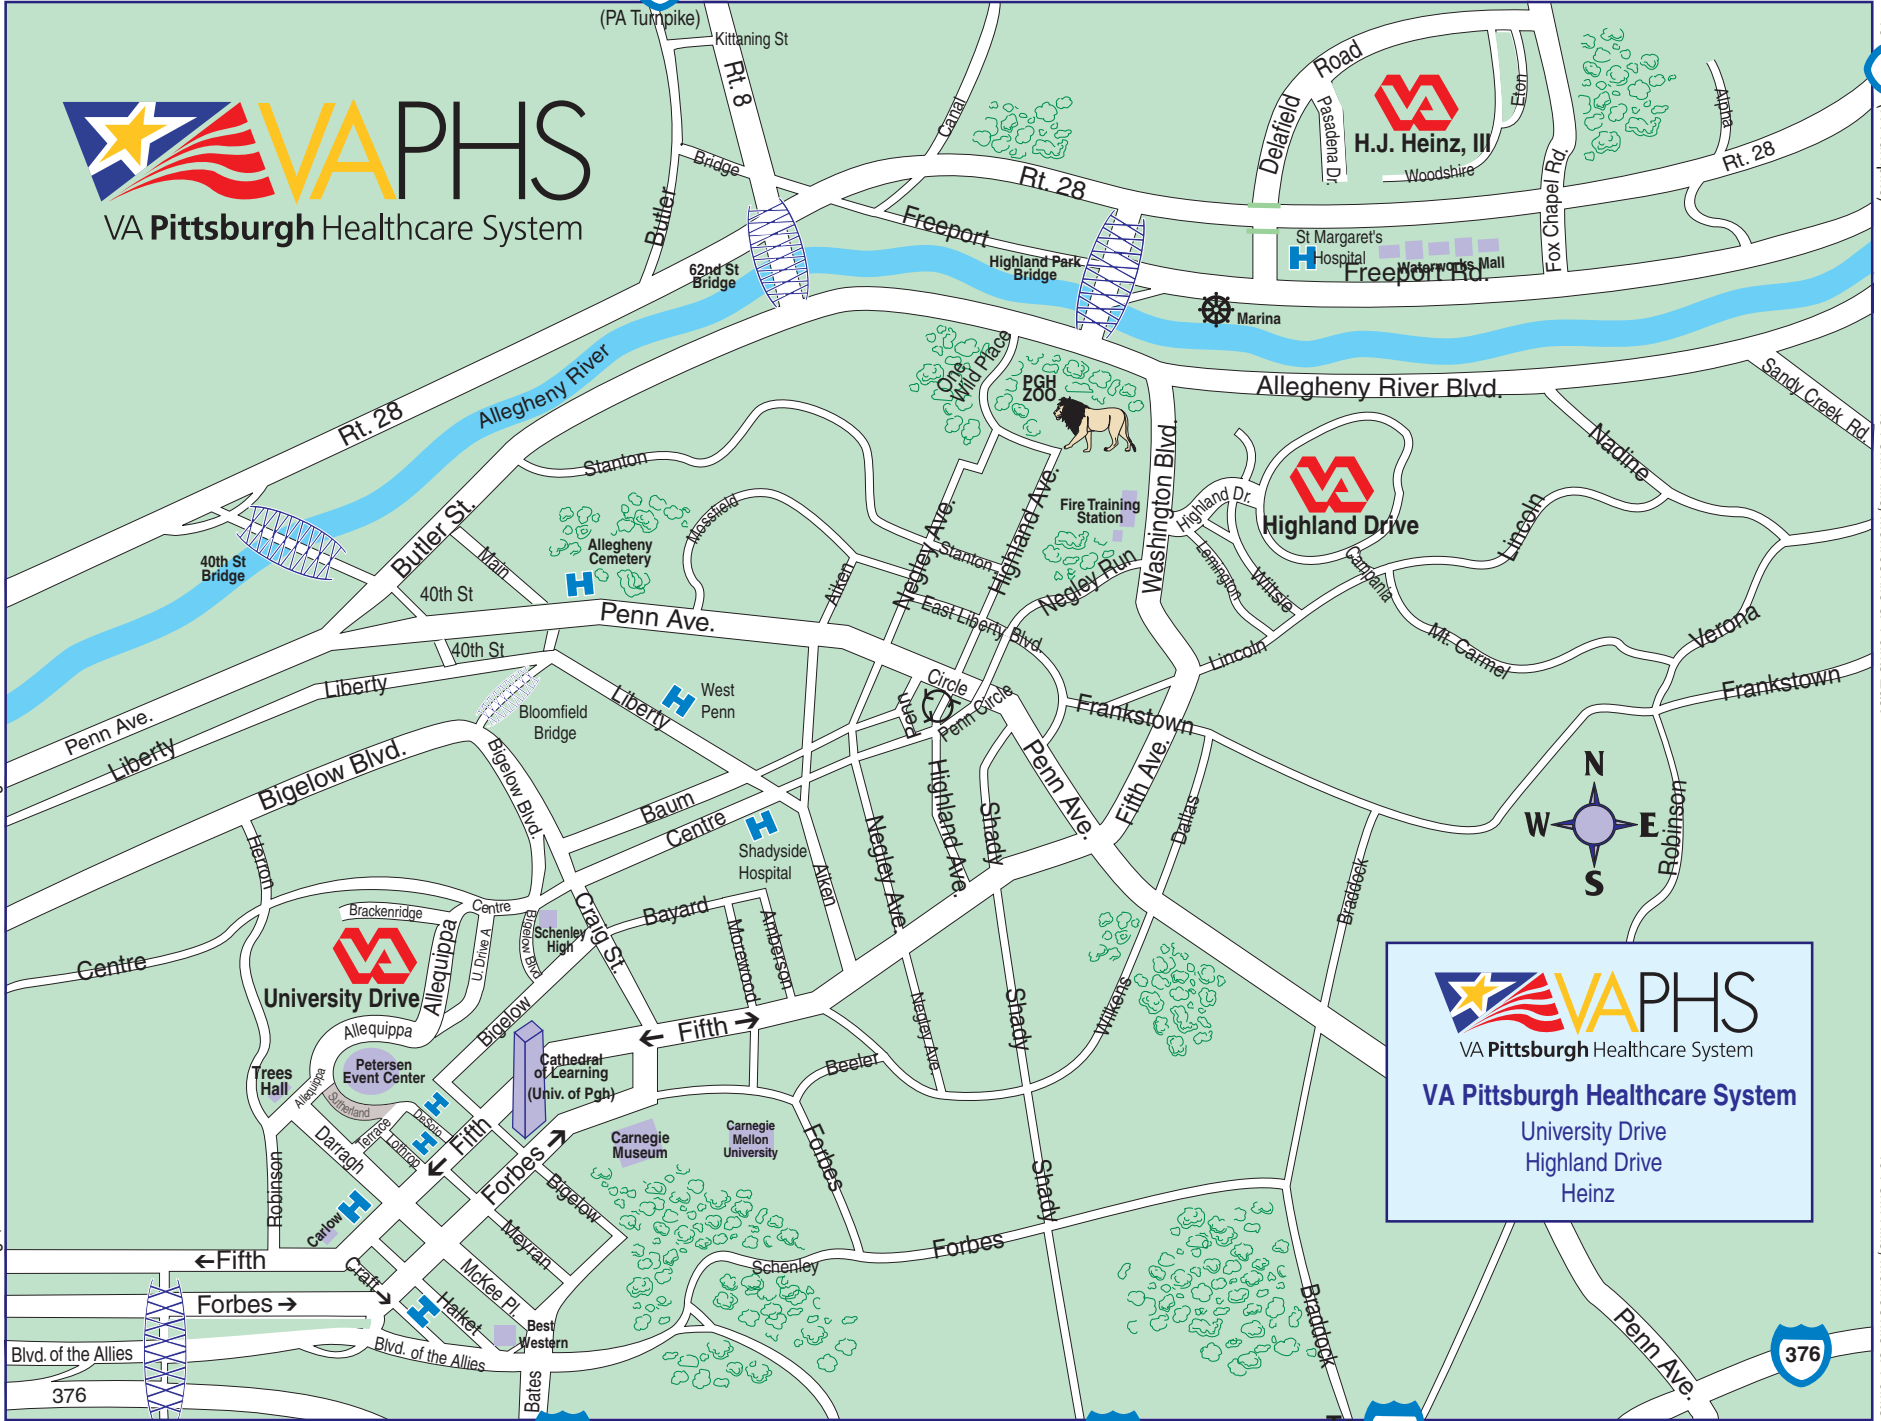 (PA Turnpike)
Kittaning St
Rt. 8
Canal
Road
Delafield
Pasadena Dr.
H.J. Heinz, III
Eton
Woodshire
Fox Chapel Rd.
Alpha
Rt. 28
VAPHS
VA Pittsburgh Healthcare System
Bridge
Butler
Rt. 28
Freeport
62nd St
Bridge
Highland Park
Bridge
St Margaret's
Hospital
H
Waterworks Mall
Freeport Rd.
Marina
Allegheny River
Rt. 28
One
Wild Place
PGH
ZOO
Allegheny River Blvd.
Sandy Creek Rd.
Nadine
Stanton
Butler St.
Main
40th St
Bridge
40th St
Allegheny
Cemetery
H
Mossfield
Aiken
Negley Ave.
Highland Ave.
Stanton
Fire Training
Station
Washington Blvd.
Highland Dr.
Highland Drive
Lemington
Wiltsie
Campania
Lincoln
Negley Run
East Liberty Blvd.
Penn Ave.
Lincoln
Mt. Carmel
Verona
Frankstown
40th St
Liberty
Liberty
West
Penn
H
Bloomfield
Bridge
Circle
Penn
Penn Circle
Frankstown
Penn Ave.
Liberty
Bigelow Blvd.
Bigelow Blvd.
Baum
Centre
H
Shadyside
Hospital
Highland Ave.
Shady
Penn Ave.
Fifth Ave.
Dallas
Negley Ave.
Aiken
Braddock
Robinson
N
W
E
S
Herron
Brackenridge
Centre
Allequippa
U. Drive A
Bigelow Blvd
Schenley
High
Craig St.
Bayard
Morewood
Amberson
Centre
University Drive
Allequippa
Bigelow
Fifth
Negley Ave.
Shady
Wilkens
Beeler
Cathedral
of Learning
(Univ. of Pgh)
Trees
Hall
Allequippa
Petersen
Event Center
Sutherland
Terrace
Lothrop
DeSoto
H
H
Fifth
Darragh
Forbes
Carnegie
Museum
Carnegie
Mellon
University
Forbes
Shady
Robinson
Carlow
H
Bigelow
Meyran
McKee Pl.
Craft
Halket
H
Schenley
Forbes
Fifth
Forbes
Best
Western
Blvd. of the Allies
Blvd. of the Allies
376
Bates
Braddock
Penn Ave.
376
VAPHS
VA Pittsburgh Healthcare System
VA Pittsburgh Healthcare System
University Drive
Highland Drive
Heinz